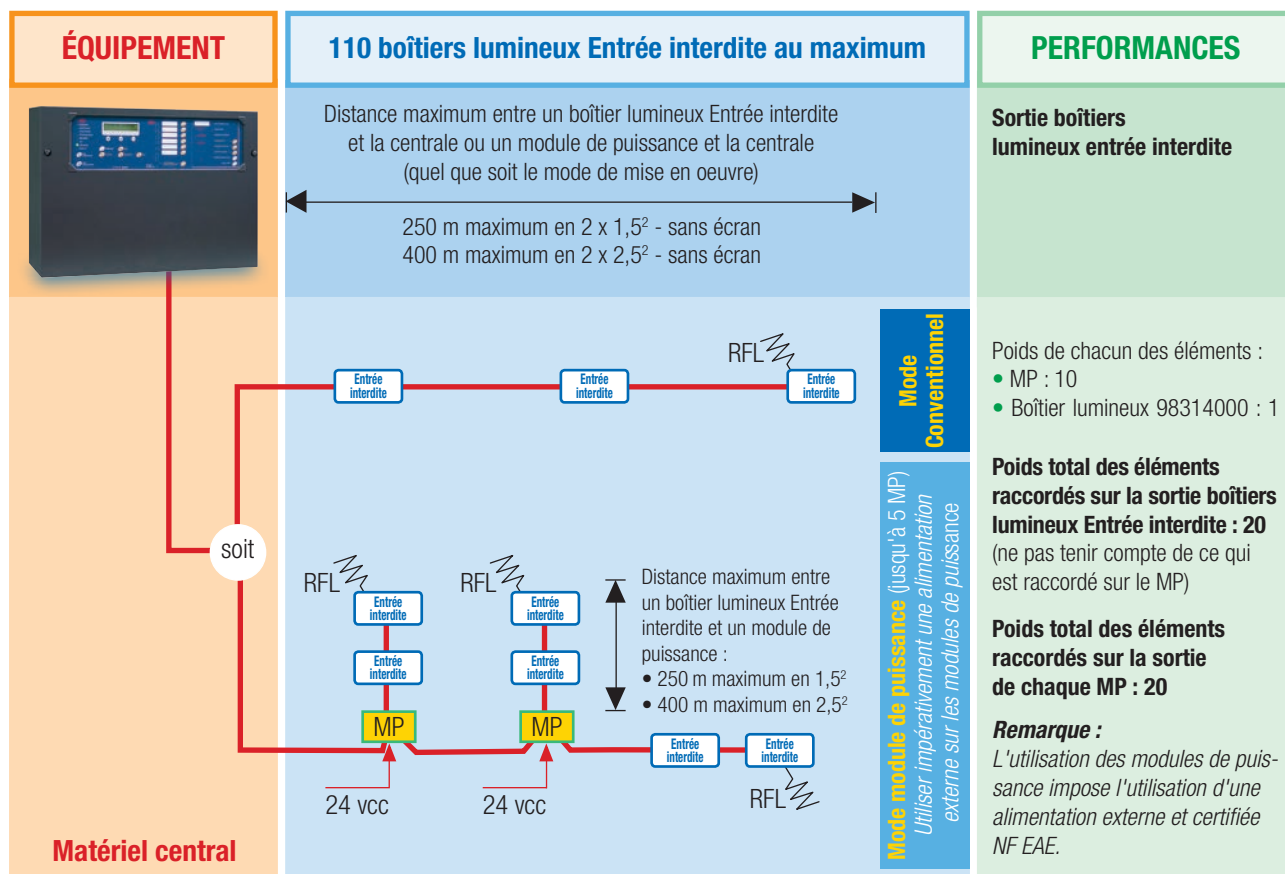 ÉQUIPEMENT
110 boîtiers lumineux Entrée interdite au maximum
PERFORMANCES
Distance maximum entre un boîtier lumineux Entrée interdite
et la centrale ou un module de puissance et la centrale
(quel que soit le mode de mise en oeuvre)
250 m maximum en 2 x 1,5² - sans écran
400 m maximum en 2 x 2,5² - sans écran
Sortie boîtiers
lumineux entrée interdite
RFL
Entrée
interdite
Entrée
interdite
Entrée
interdite
Mode
Conventionnel
soit
RFL
Entrée
interdite
Entrée
interdite
MP
24 vcc
RFL
Entrée
interdite
Entrée
interdite
MP
24 vcc
Distance maximum entre
un boîtier lumineux Entrée
interdite et un module de
puissance :
• 250 m maximum en 1,5²
• 400 m maximum en 2,5²
Entrée
interdite
Entrée
interdite
RFL
Mode module de puissance (jusqu'à 5 MP)
Utiliser impérativement une alimentation
externe sur les modules de puissance
Matériel central
Poids de chacun des éléments :
• MP : 10
• Boîtier lumineux 98314000 : 1
Poids total des éléments
raccordés sur la sortie boîtiers
lumineux Entrée interdite : 20
(ne pas tenir compte de ce qui
est raccordé sur le MP)
Poids total des éléments
raccordés sur la sortie
de chaque MP : 20
Remarque :
L'utilisation des modules de puis-
sance impose l'utilisation d'une
alimentation externe et certifiée
NF EAE.